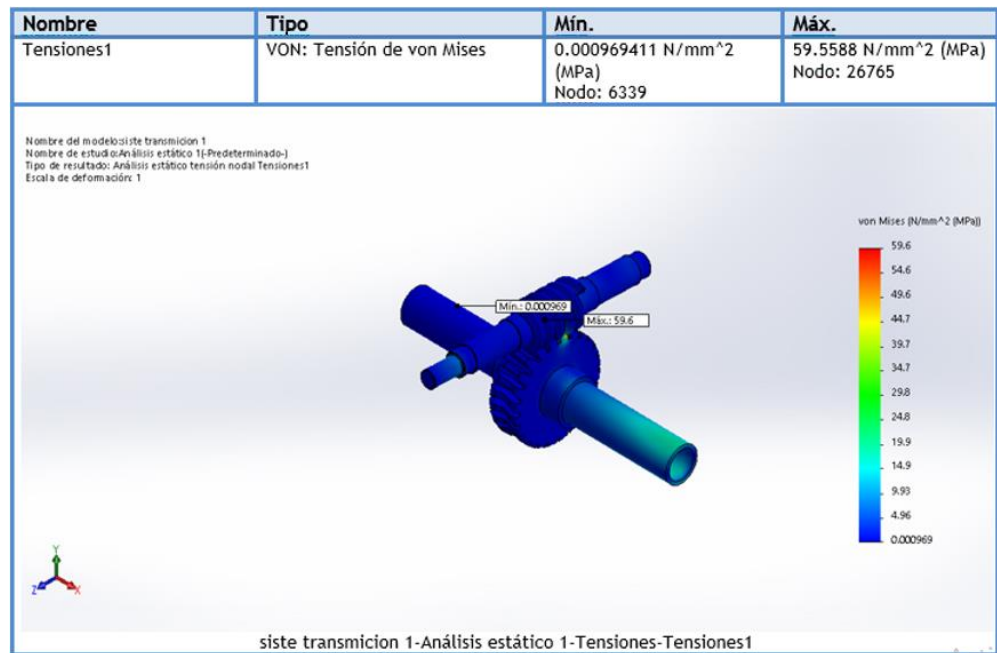 Nombre Tipo Mín. Máx.
Tensiones1 VON: Tensión de von Mises 0.000969411 N/mm^2 59.5588 N/mm^2 (MPa)
(MPa) Nodo: 26765
Nodo: 6339
Nombre del modelo:siste transmicion 1
Nombre de estudio:Análisis estático 1(-Predeterminado-)
Tipo de resultado: Análisis estático tensión nodal Tensiones1
Escala de deformación: 1
von Mises (N/mm^2 (MPa))
59.6
54.6
49.6
44.7
39.7
34.7
29.8
24.8
19.9
14.9
9.93
4.96
0.000969
Mín.: 0.000969
Máx.: 59.6
Y
Z X
siste transmicion 1-Análisis estático 1-Tensiones-Tensiones1